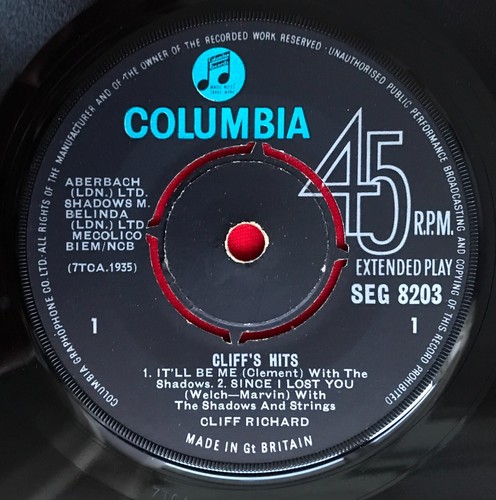 COLUMBIA GRAPHOPHONE CO. LTD. ALL RIGHTS OF THE MANUFACTURER AND OF THE OWNER OF THE RECORDED WORK RESERVED · UNAUTHORISED PUBLIC PERFORMANCE BROADCASTING AND COPYING OF THIS RECORD PROHIBITED
COLUMBIA
45
R.P.M.
EXTENDED PLAY
SEG 8203
ABERBACH
(LDN.) LTD.
SHADOWS M.
BELINDA
(LDN.) LTD
MECOLICO
BIEM/NCB
(7TCA.1935)
1
1
CLIFF'S HITS
1. IT'LL BE ME (Clement) With The
Shadows. 2. SINCE I LOST YOU
(Welch—Marvin) With
The Shadows And Strings
CLIFF RICHARD
MADE IN Gt BRITAIN